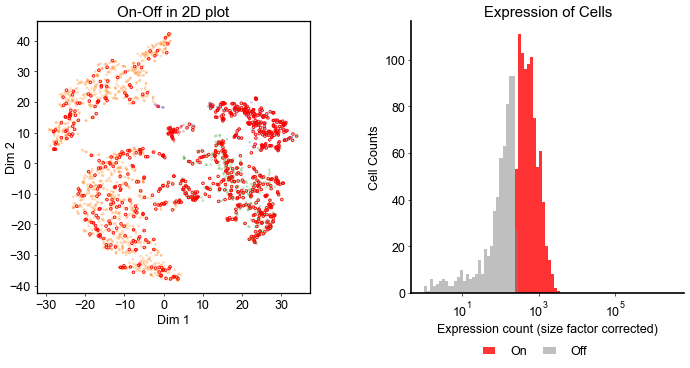 On-Off in 2D plot
40
30
20
10
0
−10
−20
−30
−40
Dim 2
−30 −20 −10 0 10 20 30
Dim 1
Expression of Cells
100
80
60
40
20
0
Cell Counts
10^1 10^3 10^5
Expression count (size factor corrected)
On Off